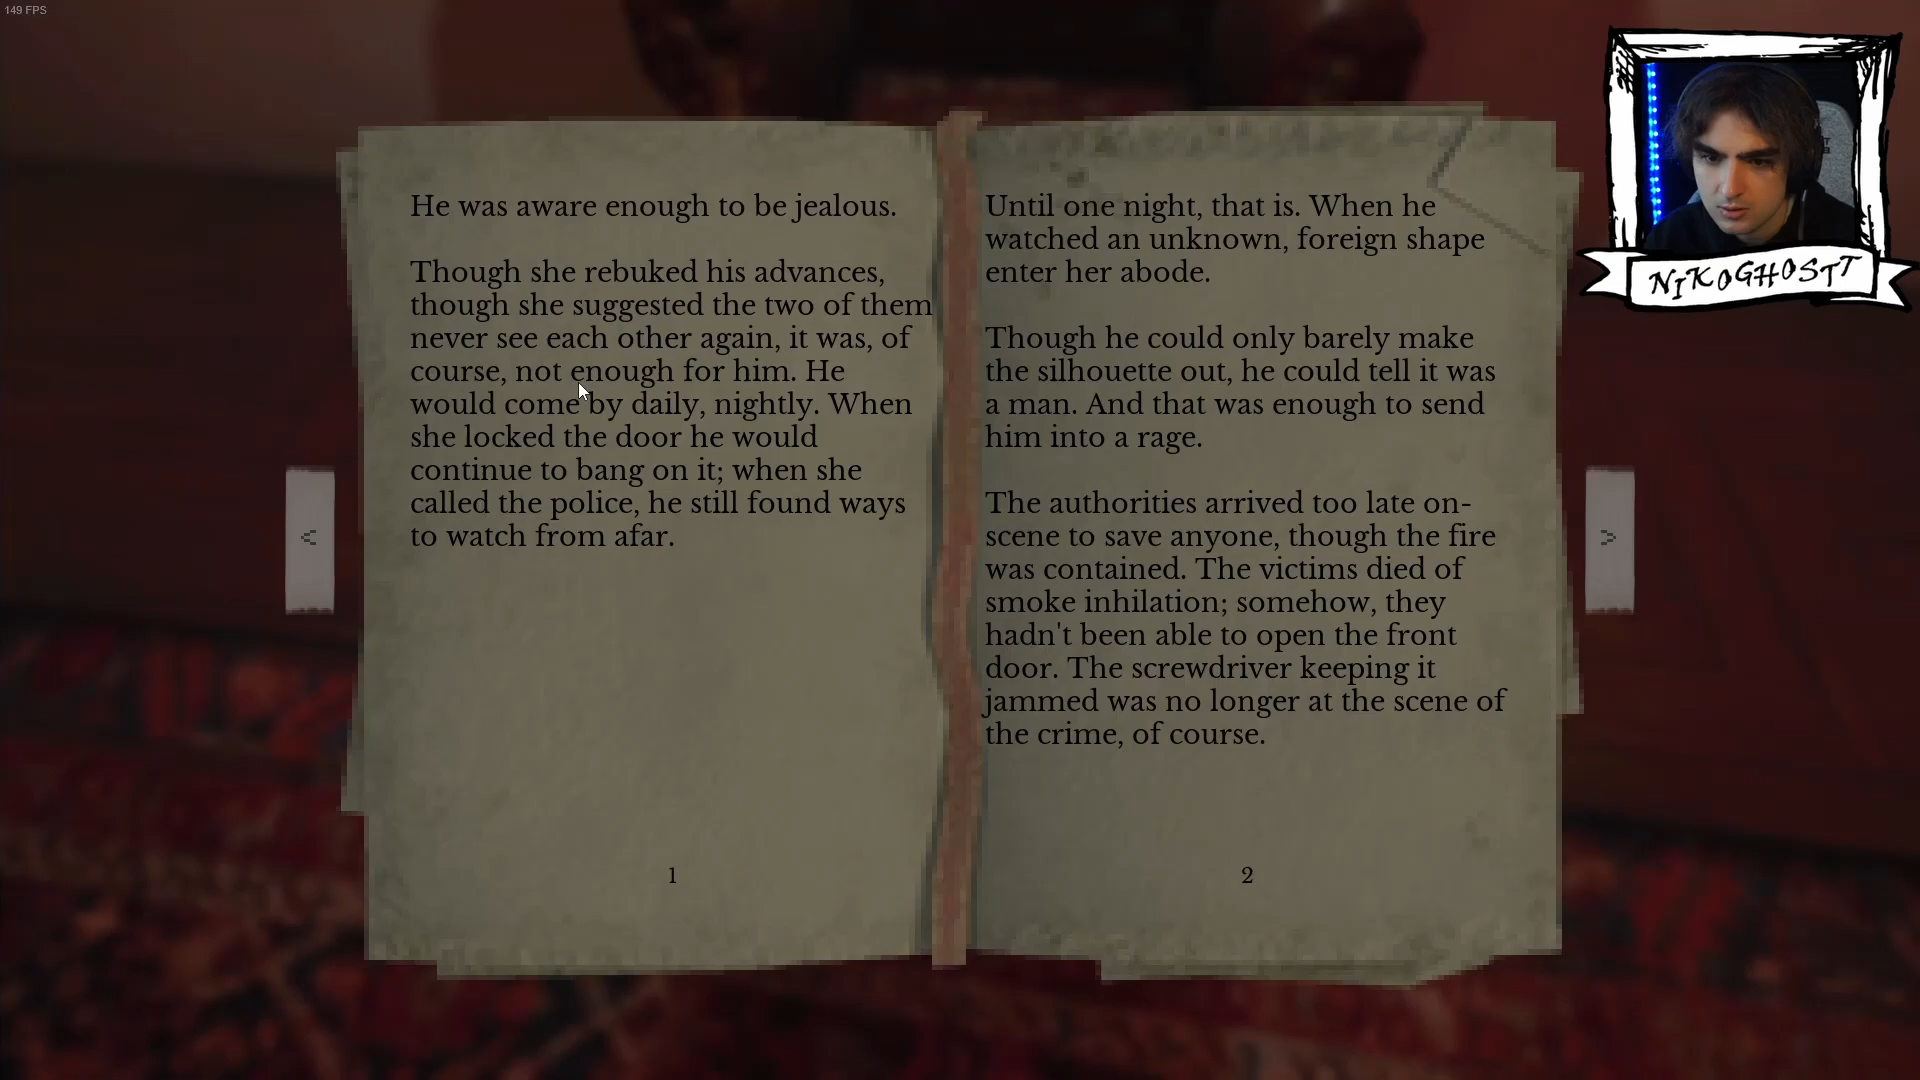 149 FPS
NIKOGHOSTT
He was aware enough to be jealous.
Though she rebuked his advances,
though she suggested the two of them
never see each other again, it was, of
course, not enough for him. He
would come by daily, nightly. When
she locked the door he would
continue to bang on it; when she
called the police, he still found ways
to watch from afar.
1
Until one night, that is. When he
watched an unknown, foreign shape
enter her abode.
Though he could only barely make
the silhouette out, he could tell it was
a man. And that was enough to send
him into a rage.
The authorities arrived too late on-
scene to save anyone, though the fire
was contained. The victims died of
smoke inhilation; somehow, they
hadn't been able to open the front
door. The screwdriver keeping it
jammed was no longer at the scene of
the crime, of course.
2
<
>